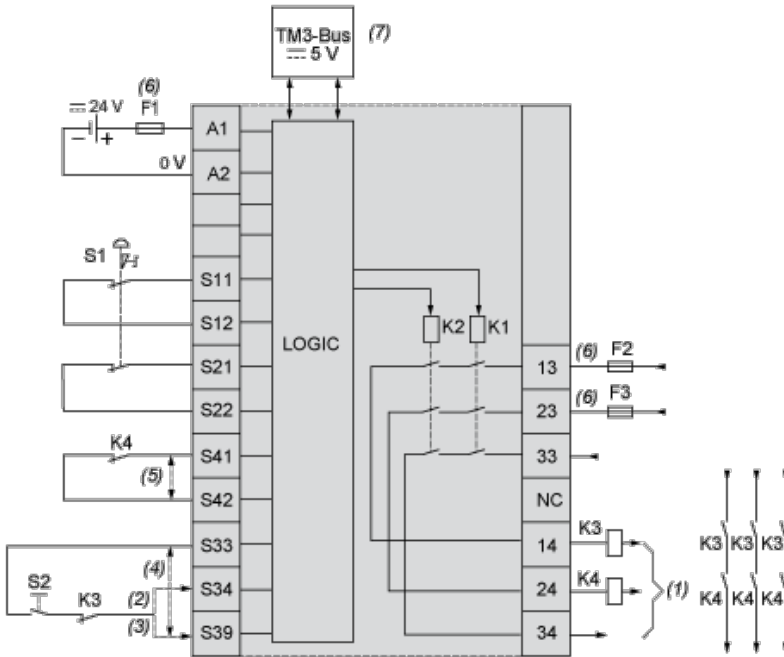 TM3-Bus (7)
5 V
(6)
24 V F1
- +
A1
0 V
A2
S1
S11
S12
S21
S22
K4
S41
(5)
S42
S33
(4)
S2
K3
(2)
S34
(3)
S39
LOGIC
K2 K1
13
(6) F2
23
(6) F3
33
NC
K3
14
K4
24
(1)
34
K3 K3 K3
K4 K4 K4